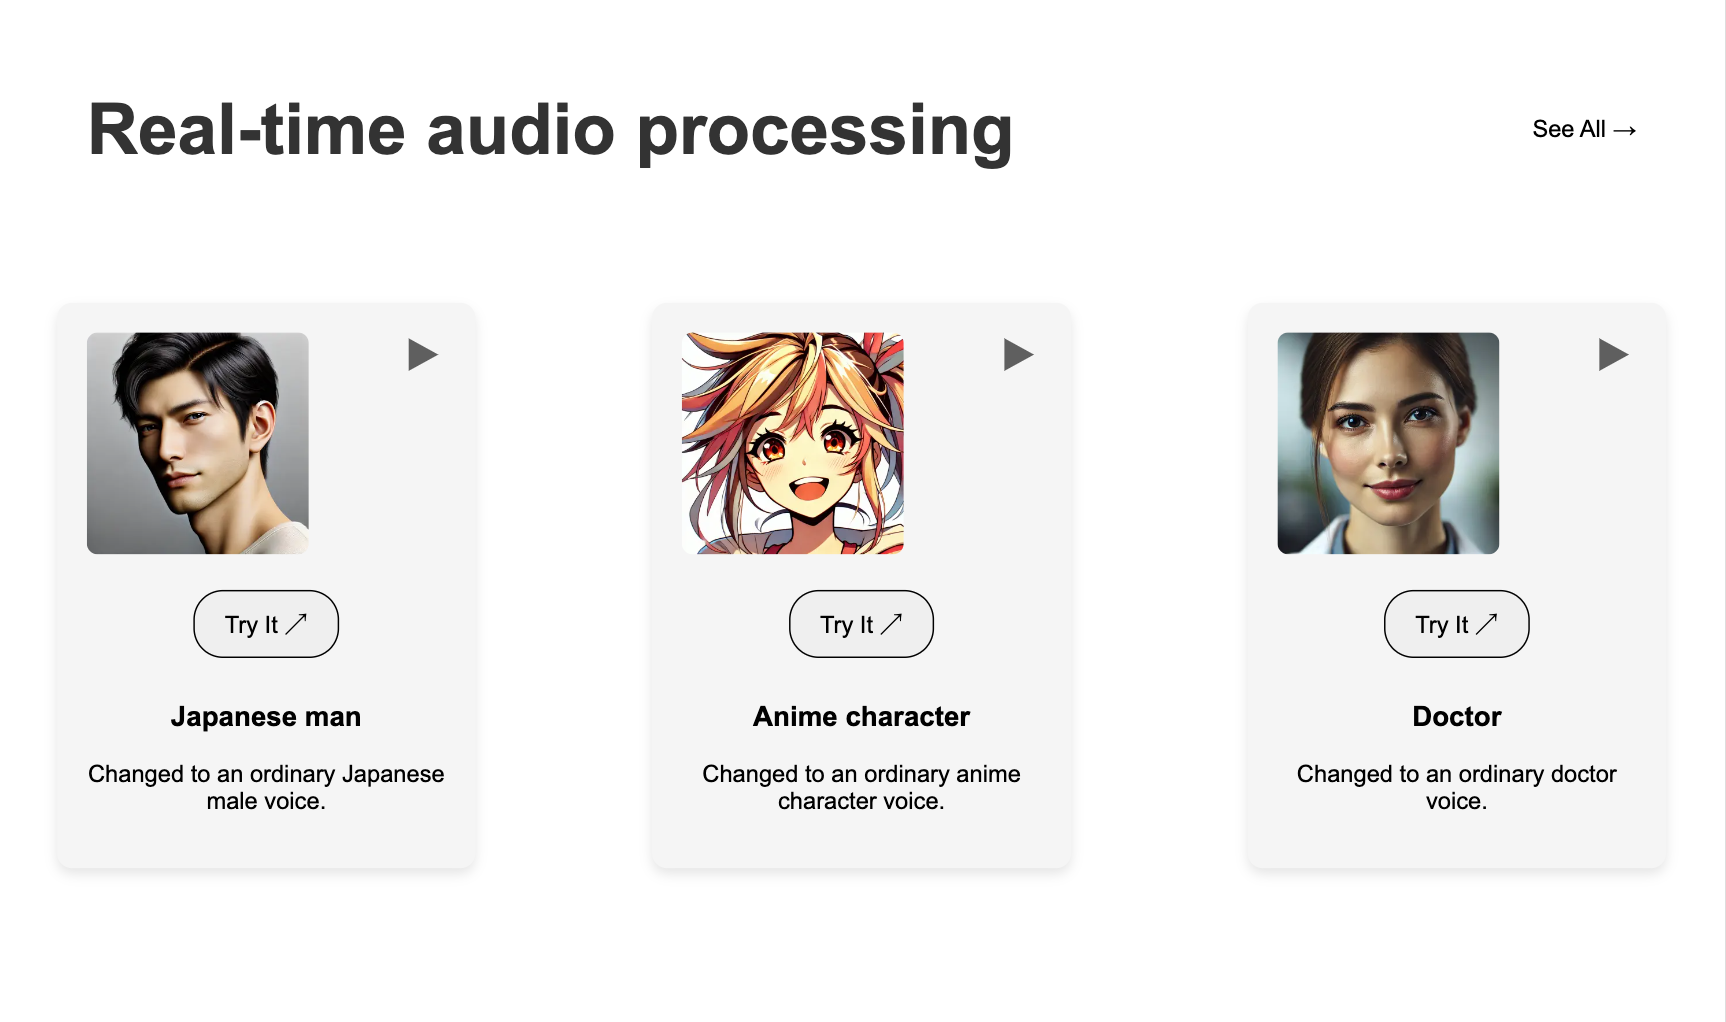 Real-time audio processing
See All →
Try It ↗
Japanese man
Changed to an ordinary Japanese
male voice.
Try It ↗
Anime character
Changed to an ordinary anime
character voice.
Try It ↗
Doctor
Changed to an ordinary doctor
voice.